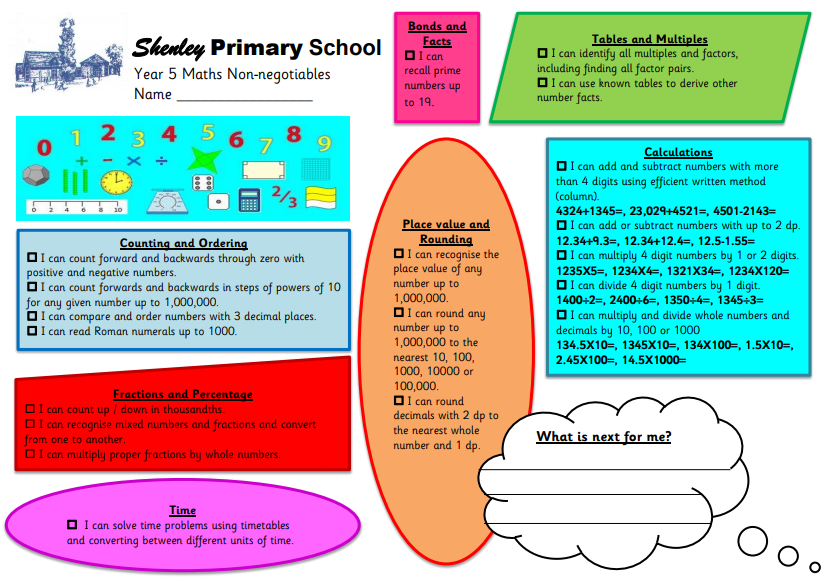 Shenley Primary School
Year 5 Maths Non-negotiables
Name ________________
0 1 2 3 4 5 6 7 8 9
+ - × ÷
2/3
0 2 4 6 8 10
Counting and Ordering
I can count forward and backwards through zero with
positive and negative numbers.
I can count forwards and backwards in steps of powers of 10
for any given number up to 1,000,000.
I can compare and order numbers with 3 decimal places.
I can read Roman numerals up to 1000.
Fractions and Percentage
I can count up / down in thousandths.
I can recognise mixed numbers and fractions and convert
from one to another.
I can multiply proper fractions by whole numbers.
Time
I can solve time problems using timetables
and converting between different units of time.
Bonds and
Facts
I can
recall prime
numbers up
to 19.
Place value and
Rounding
I can recognise the
place value of any
number up to
1,000,000.
I can round any
number up to
1,000,000 to the
nearest 10, 100,
1000, 10000 or
100,000.
I can round
decimals with 2 dp to
the nearest whole
number and 1 dp.
Tables and Multiples
I can identify all multiples and factors,
including finding all factor pairs.
I can use known tables to derive other
number facts.
Calculations
I can add and subtract numbers with more
than 4 digits using efficient written method
(column).
4324+1345=, 23,029+4521=, 4501-2143=
I can add or subtract numbers with up to 2 dp.
12.34+9.3=, 12.34+12.4=, 12.5-1.55=
I can multiply 4 digit numbers by 1 or 2 digits.
1235X5=, 1234X4=, 1321X34=, 1234X120=
I can divide 4 digit numbers by 1 digit.
1400÷2=, 2400÷6=, 1350÷4=, 1345÷3=
I can multiply and divide whole numbers and
decimals by 10, 100 or 1000
134.5X10=, 1345X10=, 134X100=, 1.5X10=,
2.45X100=, 14.5X1000=
What is next for me?